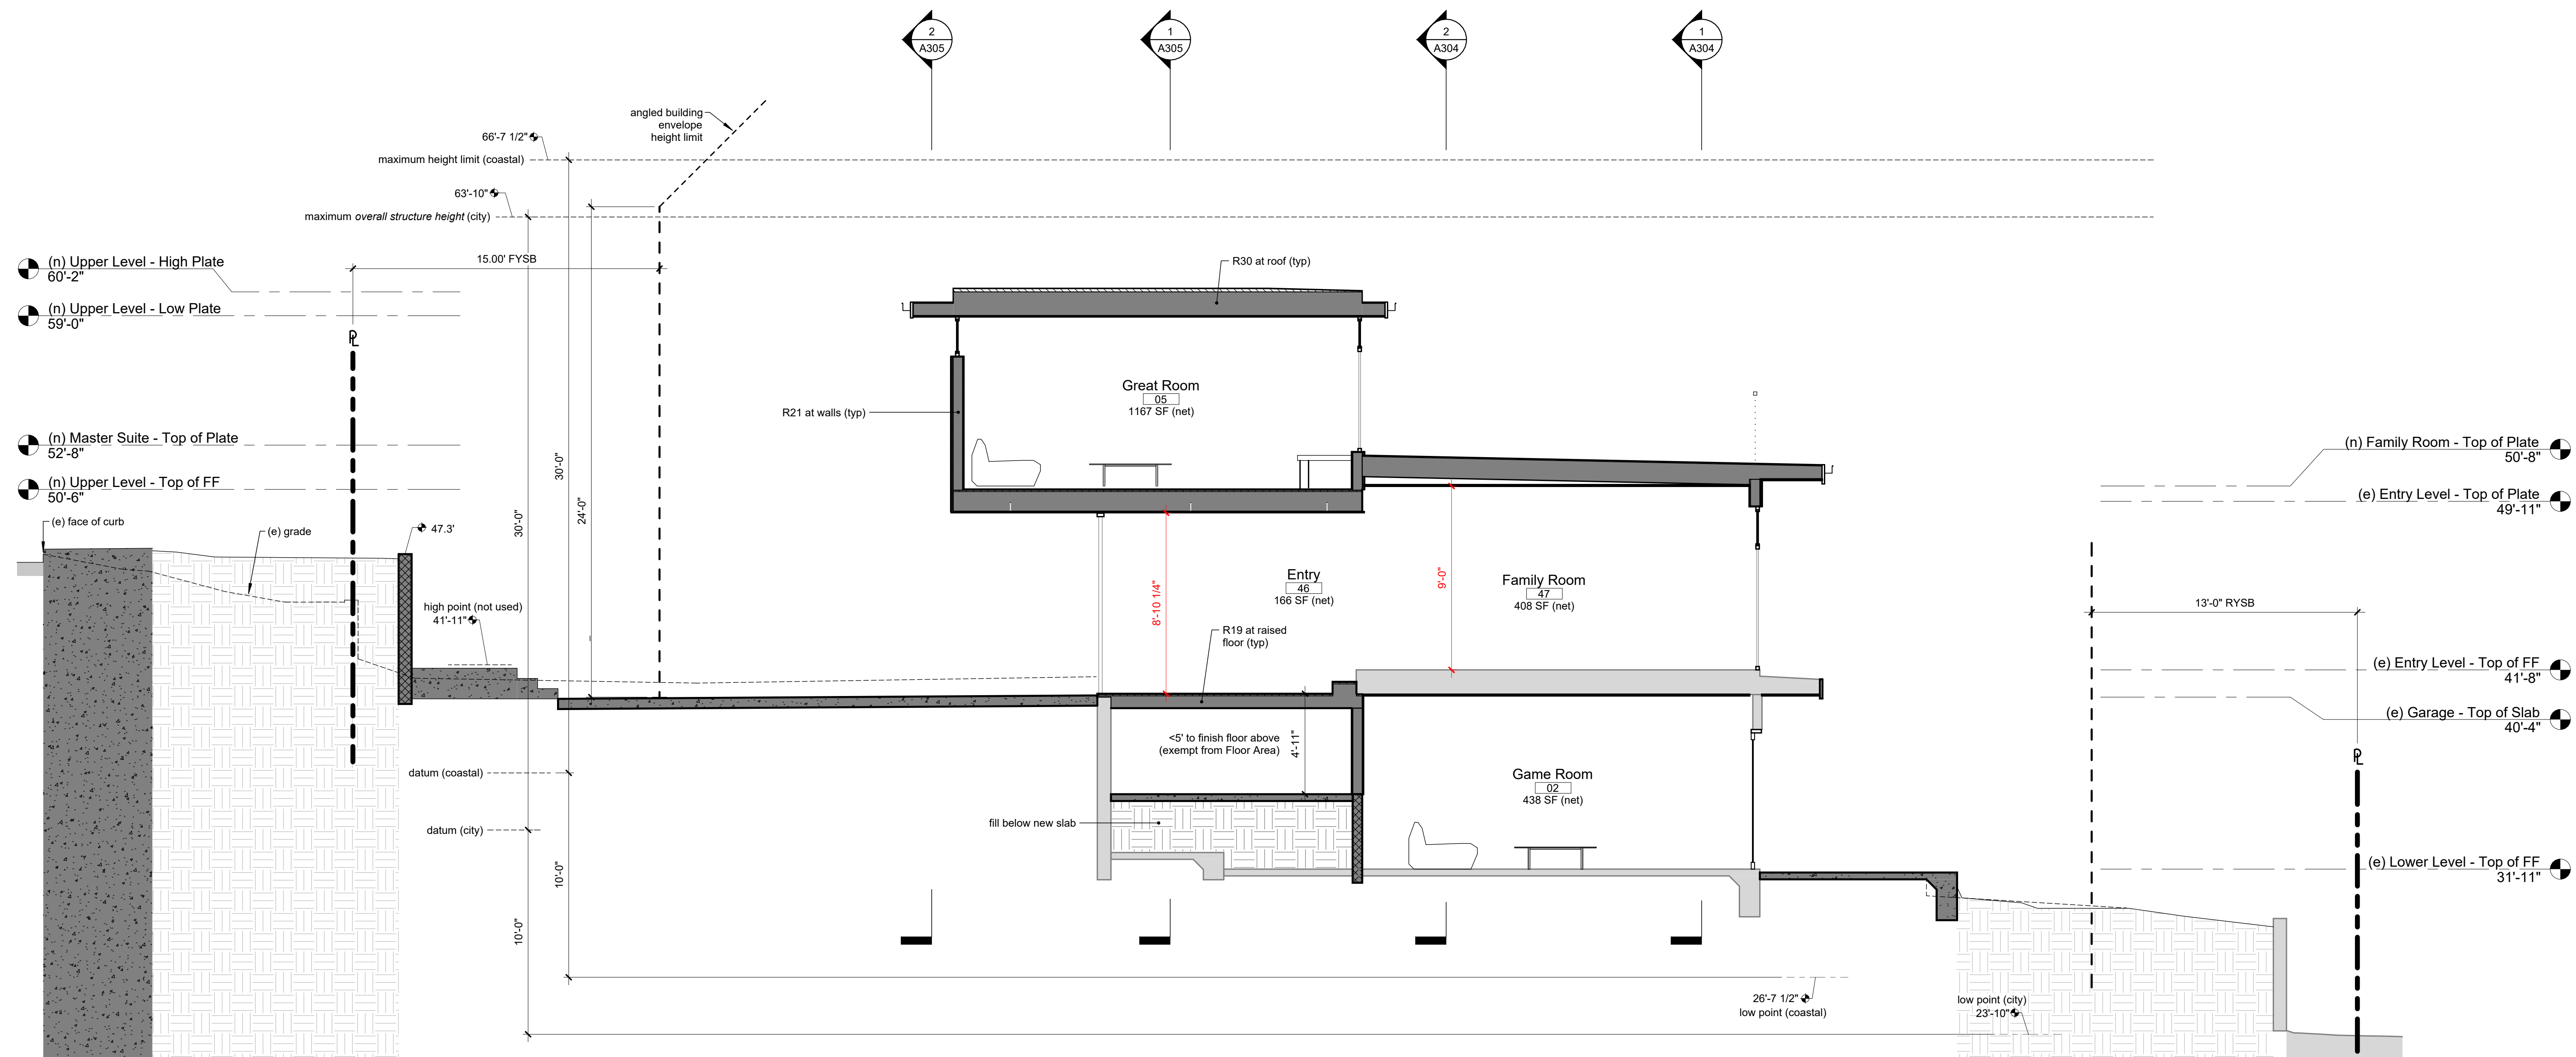 2
A305
1
A305
2
A304
1
A304
angled building
envelope
height limit
66'-7 1/2"
maximum height limit (coastal)
63'-10"
maximum overall structure height (city)
15.00' FYSB
(n) Upper Level - High Plate
60'-2"
(n) Upper Level - Low Plate
59'-0"
PL
(n) Master Suite - Top of Plate
52'-8"
(n) Upper Level - Top of FF
50'-6"
(e) face of curb
(e) grade
47.3'
high point (not used)
41'-11"
30'-0"
30'-0"
24'-0"
datum (coastal)
datum (city)
10'-0"
10'-0"
R30 at roof (typ)
R21 at walls (typ)
Great Room
05
1167 SF (net)
8'-10 1/4"
Entry
46
166 SF (net)
9'-0"
Family Room
47
408 SF (net)
R19 at raised
floor (typ)
<5' to finish floor above
(exempt from Floor Area)
4'-11"
fill below new slab
Game Room
02
438 SF (net)
(n) Family Room - Top of Plate
50'-8"
(e) Entry Level - Top of Plate
49'-11"
13'-0" RYSB
(e) Entry Level - Top of FF
41'-8"
(e) Garage - Top of Slab
40'-4"
PL
(e) Lower Level - Top of FF
31'-11"
26'-7 1/2"
low point (coastal)
low point (city)
23'-10"